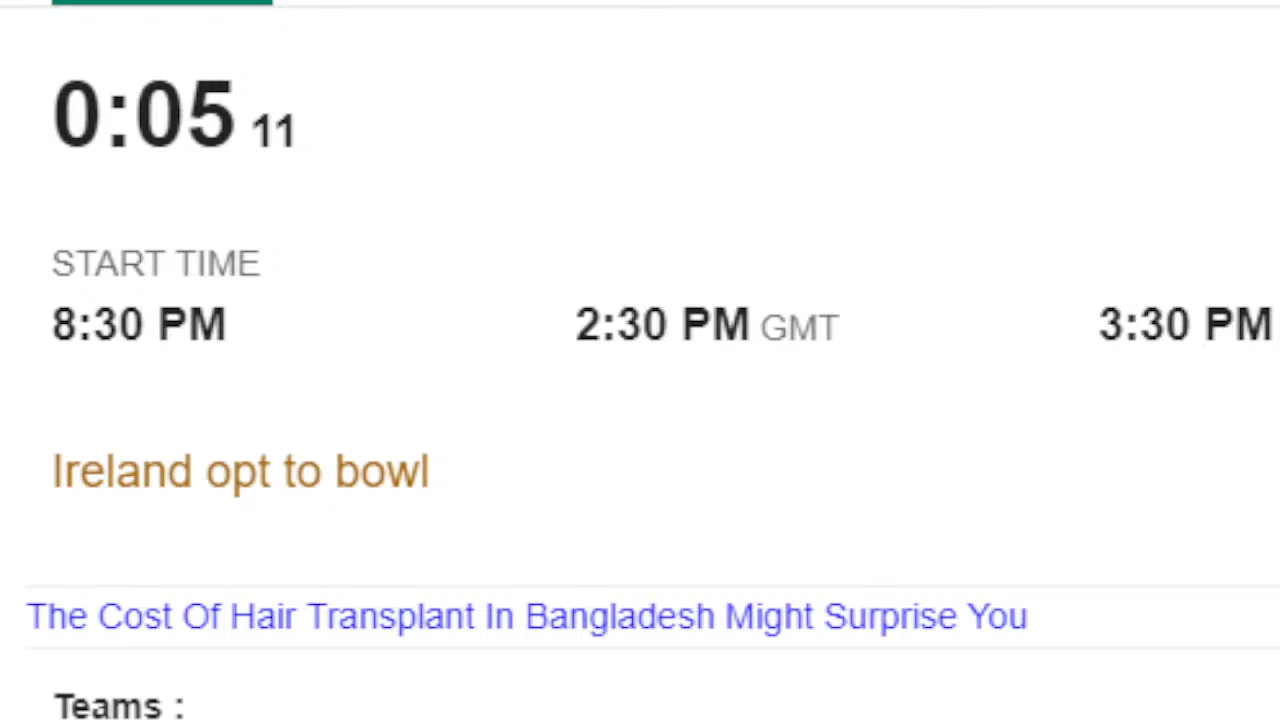 0:05 11
START TIME
8:30 PM 2:30 PM GMT 3:30 PM
Ireland opt to bowl
The Cost Of Hair Transplant In Bangladesh Might Surprise You
Teams :